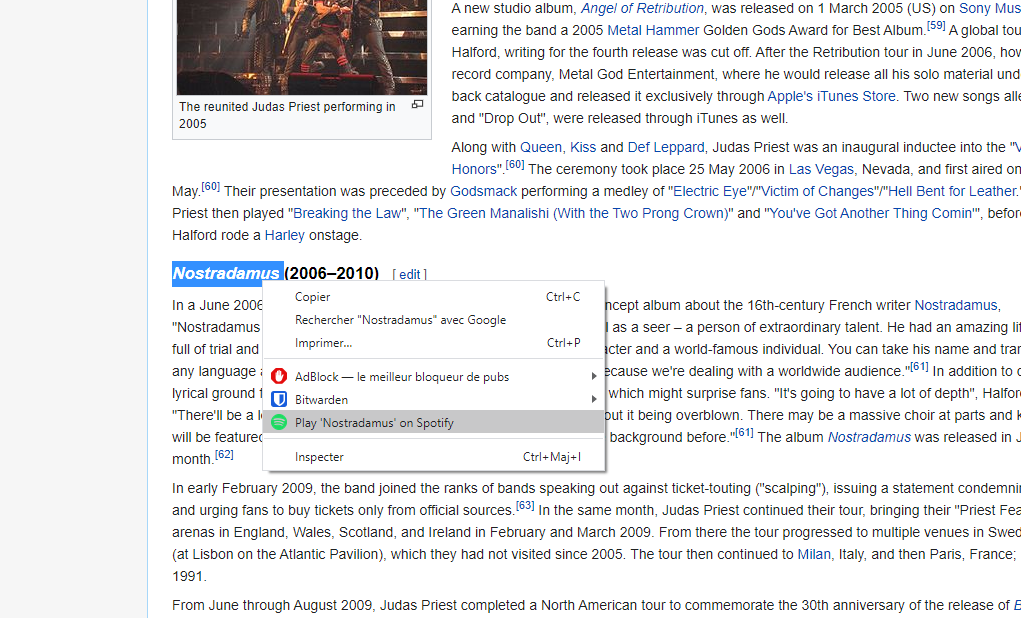 A new studio album, Angel of Retribution, was released on 1 March 2005 (US) on Sony Mus
earning the band a 2005 Metal Hammer Golden Gods Award for Best Album.[59] A global tou
Halford, writing for the fourth release was cut off. After the Retribution tour in June 2006, how
record company, Metal God Entertainment, where he would release all his solo material und
back catalogue and released it exclusively through Apple's iTunes Store. Two new songs alle
and "Drop Out", were released through iTunes as well.
The reunited Judas Priest performing in
2005
Along with Queen, Kiss and Def Leppard, Judas Priest was an inaugural inductee into the "V
Honors".[60] The ceremony took place 25 May 2006 in Las Vegas, Nevada, and first aired on
May.[60] Their presentation was preceded by Godsmack performing a medley of "Electric Eye"/"Victim of Changes"/"Hell Bent for Leather."
Priest then played "Breaking the Law", "The Green Manalishi (With the Two Prong Crown)" and "You've Got Another Thing Comin'", before
Halford rode a Harley onstage.
Nostradamus (2006–2010) [ edit ]
In a June 2006
ncept album about the 16th-century French writer Nostradamus,
"Nostradamus
l as a seer – a person of extraordinary talent. He had an amazing lif
full of trial and
acter and a world-famous individual. You can take his name and tran
any language a
ecause we're dealing with a worldwide audience."[61] In addition to
lyrical ground
which might surprise fans. "It's going to have a lot of depth", Halford
"There'll be a l
out it being overblown. There may be a massive choir at parts and k
will be featured
background before."[61] The album Nostradamus was released in J
month.[62]
Copier Ctrl+C
Rechercher "Nostradamus" avec Google
Imprimer... Ctrl+P
AdBlock — le meilleur bloqueur de pubs
Bitwarden
Play 'Nostradamus' on Spotify
Inspecter Ctrl+Maj+I
In early February 2009, the band joined the ranks of bands speaking out against ticket-touting ("scalping"), issuing a statement condemnin
and urging fans to buy tickets only from official sources.[63] In the same month, Judas Priest continued their tour, bringing their "Priest Fea
arenas in England, Wales, Scotland, and Ireland in February and March 2009. From there the tour progressed to multiple venues in Swed
(at Lisbon on the Atlantic Pavilion), which they had not visited since 2005. The tour then continued to Milan, Italy, and then Paris, France;
1991.
From June through August 2009, Judas Priest completed a North American tour to commemorate the 30th anniversary of the release of B